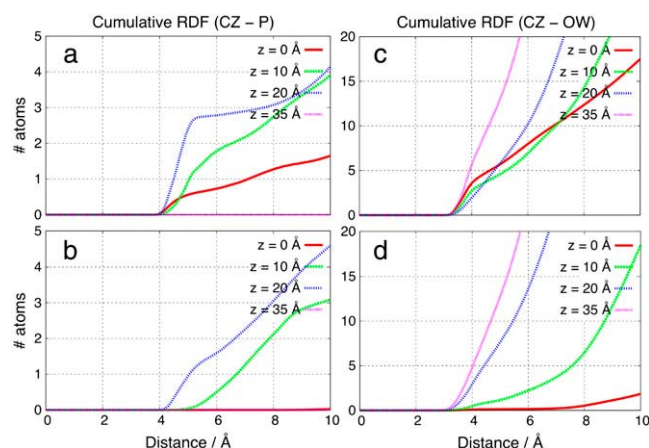 Cumulative RDF (CZ – P)
Cumulative RDF (CZ – OW)
5
4
3
2
1
0
# atoms
a
z = 0 Å
z = 10 Å
z = 20 Å
z = 35 Å
20
15
10
5
0
c
z = 0 Å
z = 10 Å
z = 20 Å
z = 35 Å
5
4
3
2
1
0
# atoms
b
z = 0 Å
z = 10 Å
z = 20 Å
z = 35 Å
0 2 4 6 8 10
Distance / Å
20
15
10
5
0
d
z = 0 Å
z = 10 Å
z = 20 Å
z = 35 Å
0 2 4 6 8 10
Distance / Å